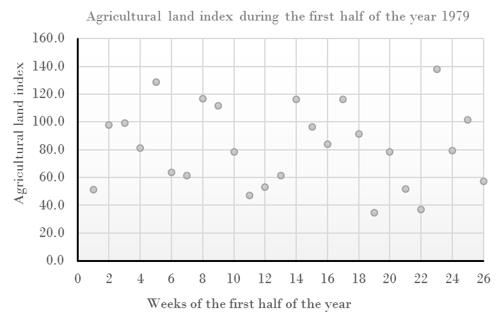 Agricultural land index during the first half of the year 1979
160.0
140.0
120.0
100.0
80.0
60.0
40.0
20.0
0.0
Agricultural land index
0 2 4 6 8 10 12 14 16 18 20 22 24 26
Weeks of the first half of the year